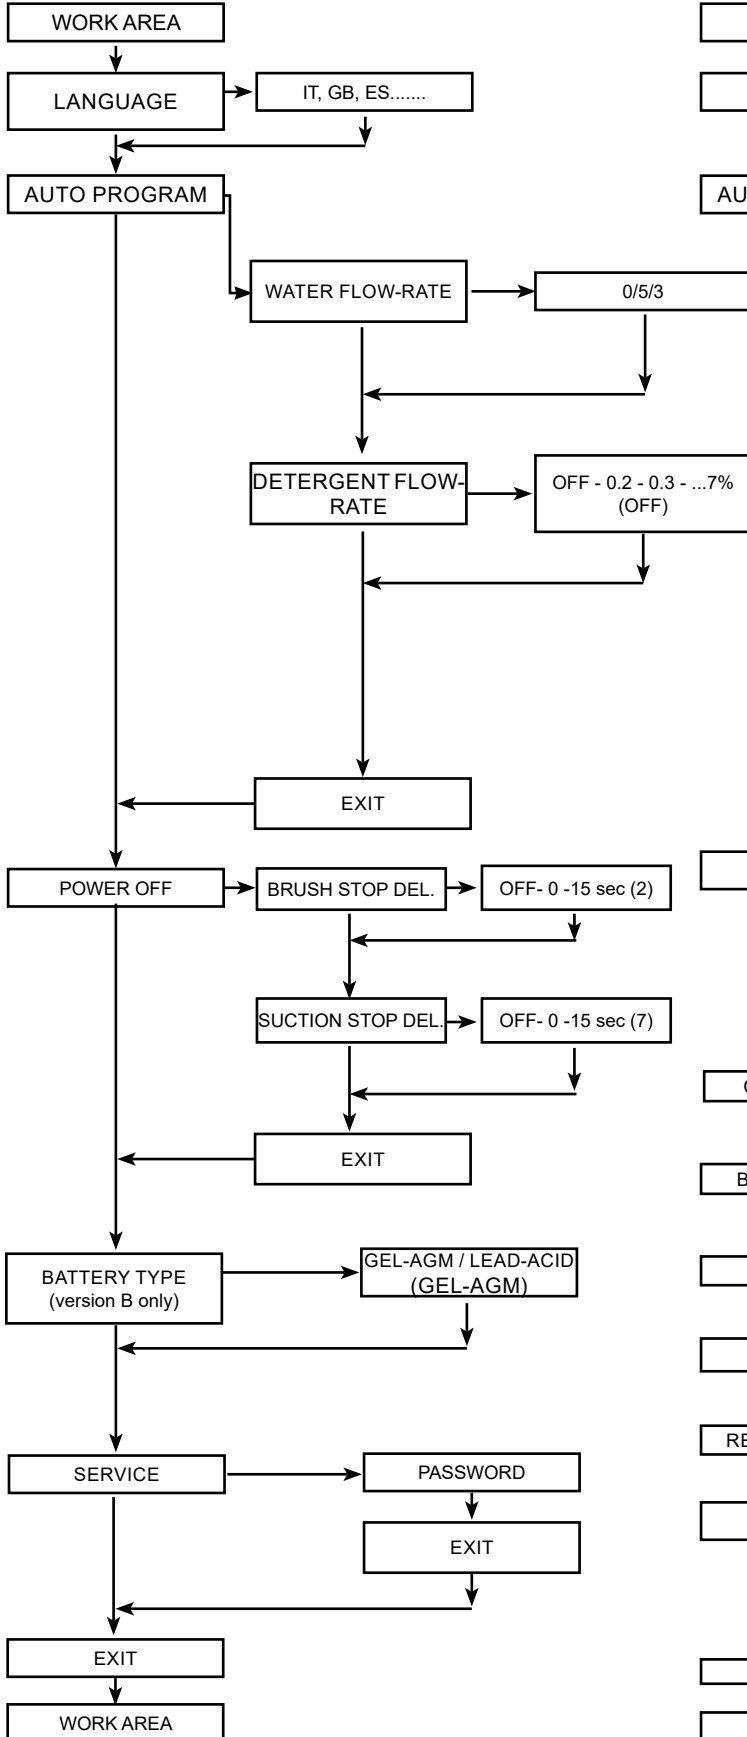 WORK AREA
LANGUAGE
IT, GB, ES.......
AUTO PROGRAM
AU
WATER FLOW-RATE
0/5/3
DETERGENT FLOW-
RATE
OFF - 0.2 - 0.3 - ...7%
(OFF)
EXIT
POWER OFF
BRUSH STOP DEL.
OFF- 0 -15 sec (2)
SUCTION STOP DEL.
OFF- 0 -15 sec (7)
EXIT
B
BATTERY TYPE
(version B only)
GEL-AGM / LEAD-ACID
(GEL-AGM)
RE
SERVICE
PASSWORD
EXIT
EXIT
WORK AREA